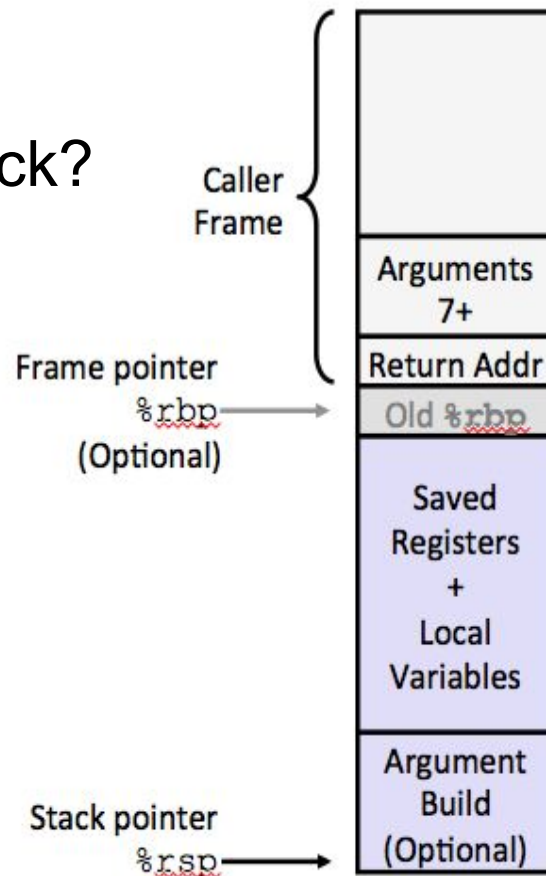 ck?
Caller
Frame
Arguments
7+
Return Addr
Frame pointer
%rbp
(Optional)
Old %rbp
Saved
Registers
+
Local
Variables
Argument
Build
(Optional)
Stack pointer
%rsp